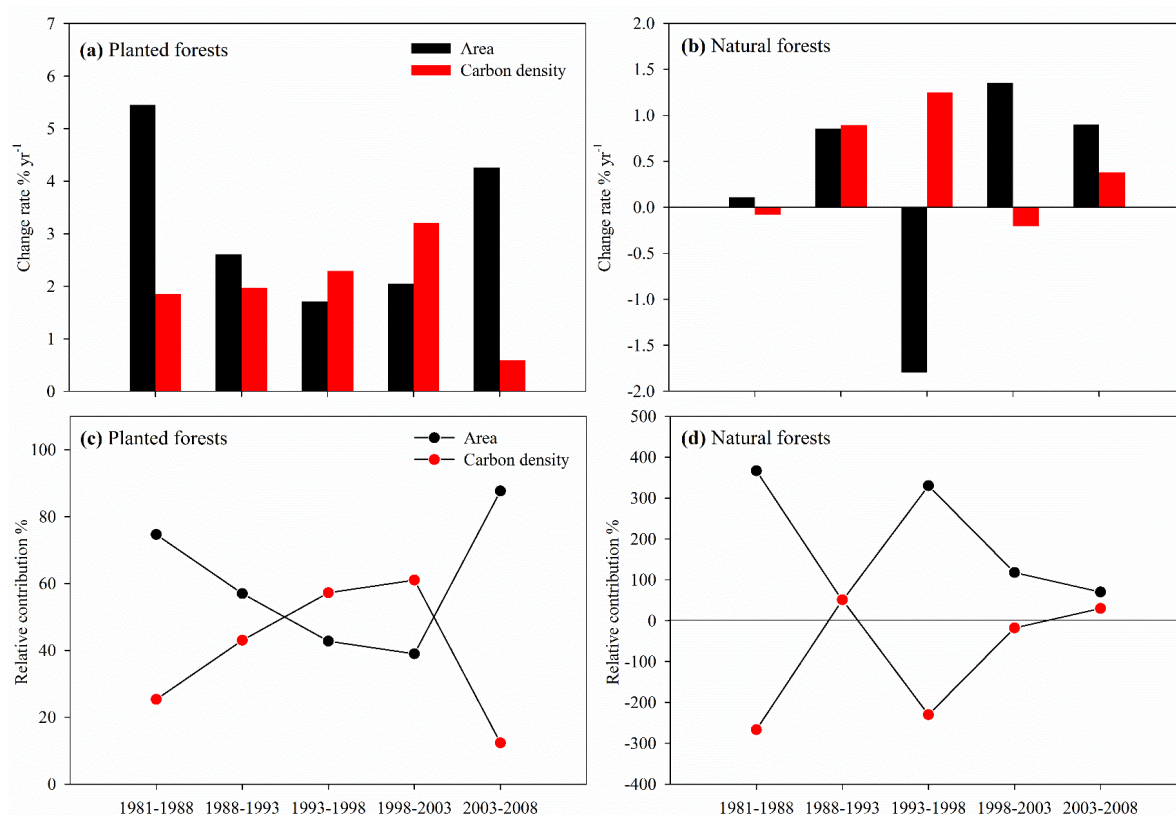 (a) Planted forests
Area
Carbon density
Change rate % yr-1
7
6
5
4
3
2
1
0
(b) Natural forests
Change rate % yr-1
2.0
1.5
1.0
0.5
0.0
-0.5
-1.0
-1.5
-2.0
(c) Planted forests
Area
Carbon density
Relative contribution %
100
80
60
40
20
0
1981-1988 1988-1993 1993-1998 1998-2003 2003-2008
(d) Natural forests
Relative contribution %
500
400
300
200
100
0
-100
-200
-300
-400
1981-1988 1988-1993 1993-1998 1998-2003 2003-2008